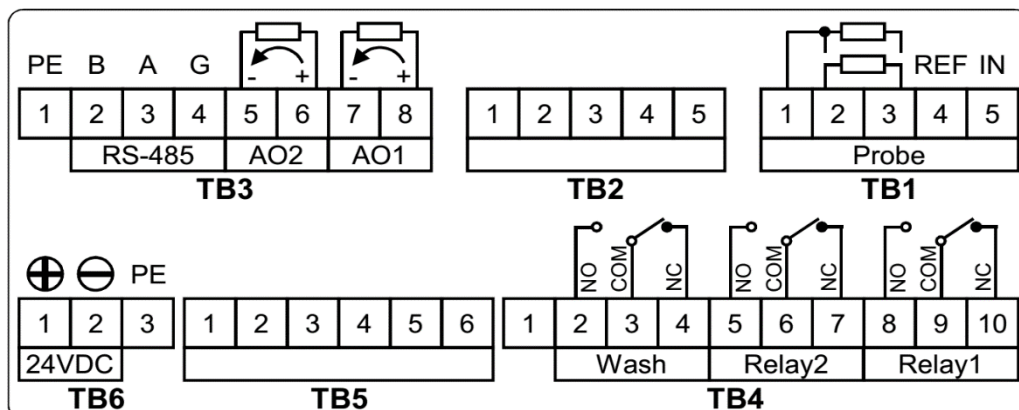 PE B A G - + - + REF IN
1 2 3 4 5 6 7 8 1 2 3 4 5 1 2 3 4 5
RS-485 AO2 AO1 Probe
TB3 TB2 TB1
NO COM NC NO COM NC NO COM NC
PE
1 2 3 1 2 3 4 5 6 1 2 3 4 5 6 7 8 9 10
24VDC Wash Relay2 Relay1
TB6 TB5 TB4